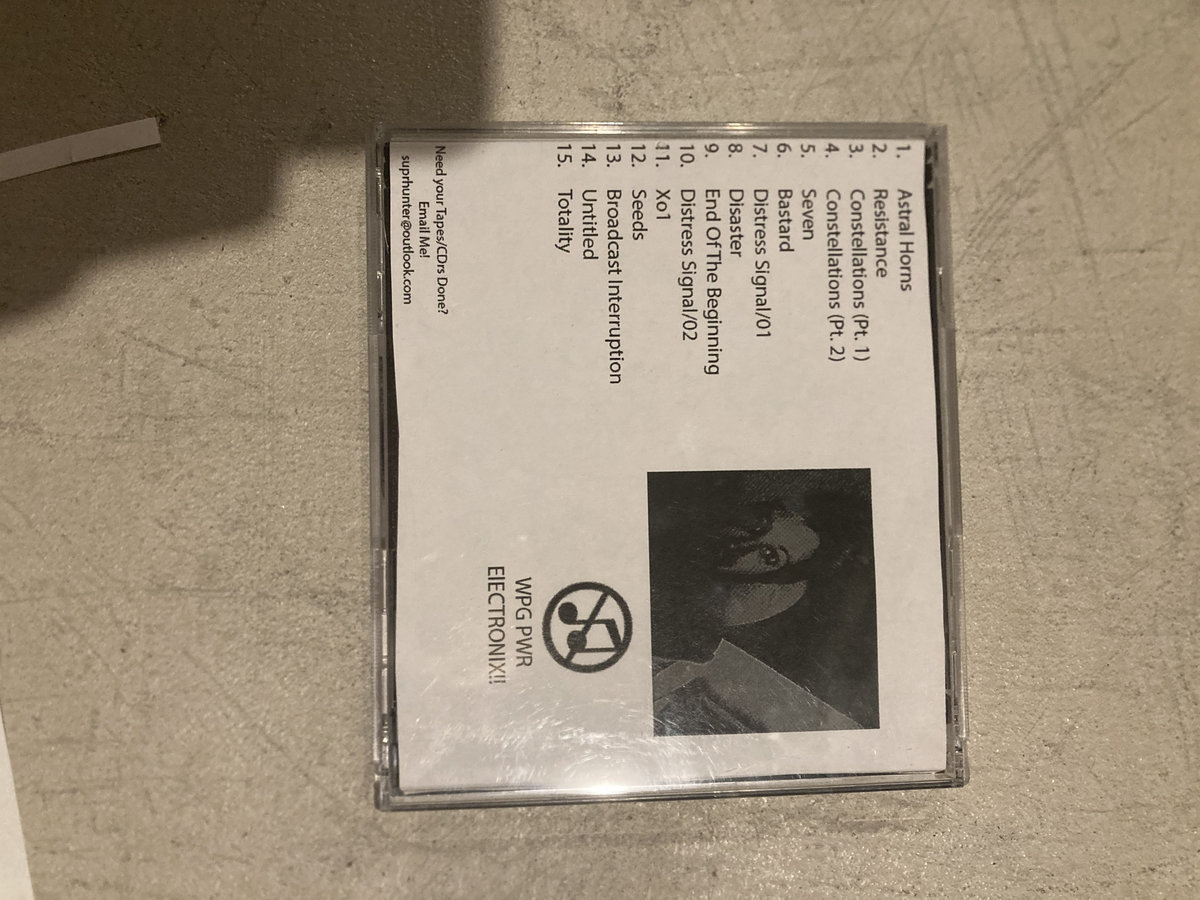 1. Astral Horns
2. Resistance
3. Constellations (Pt. 1)
4. Constellations (Pt. 2)
5. Seven
6. Bastard
7. Distress Signal/01
8. Disaster
9. End Of The Beginning
10. Distress Signal/02
11. Xo1
12. Seeds
13. Broadcast Interruption
14. Untitled
15. Totality
Need your Tapes/CDrs Done?
Email Me!
suprhunter@outlook.com
WPG PWR
ElECTRONIX!!